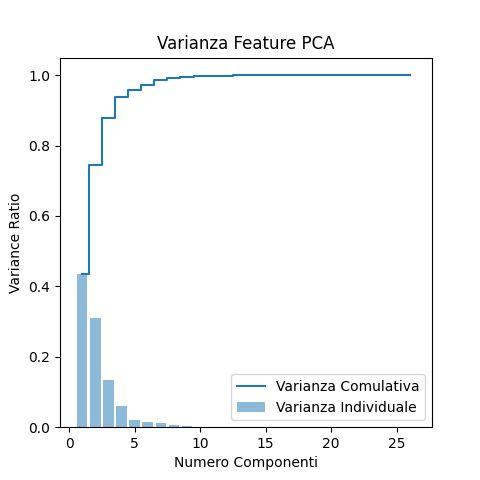 Varianza Feature PCA
1.0
0.8
0.6
0.4
0.2
0.0
Variance Ratio
Varianza Comulativa
Varianza Individuale
0 5 10 15 20 25
Numero Componenti